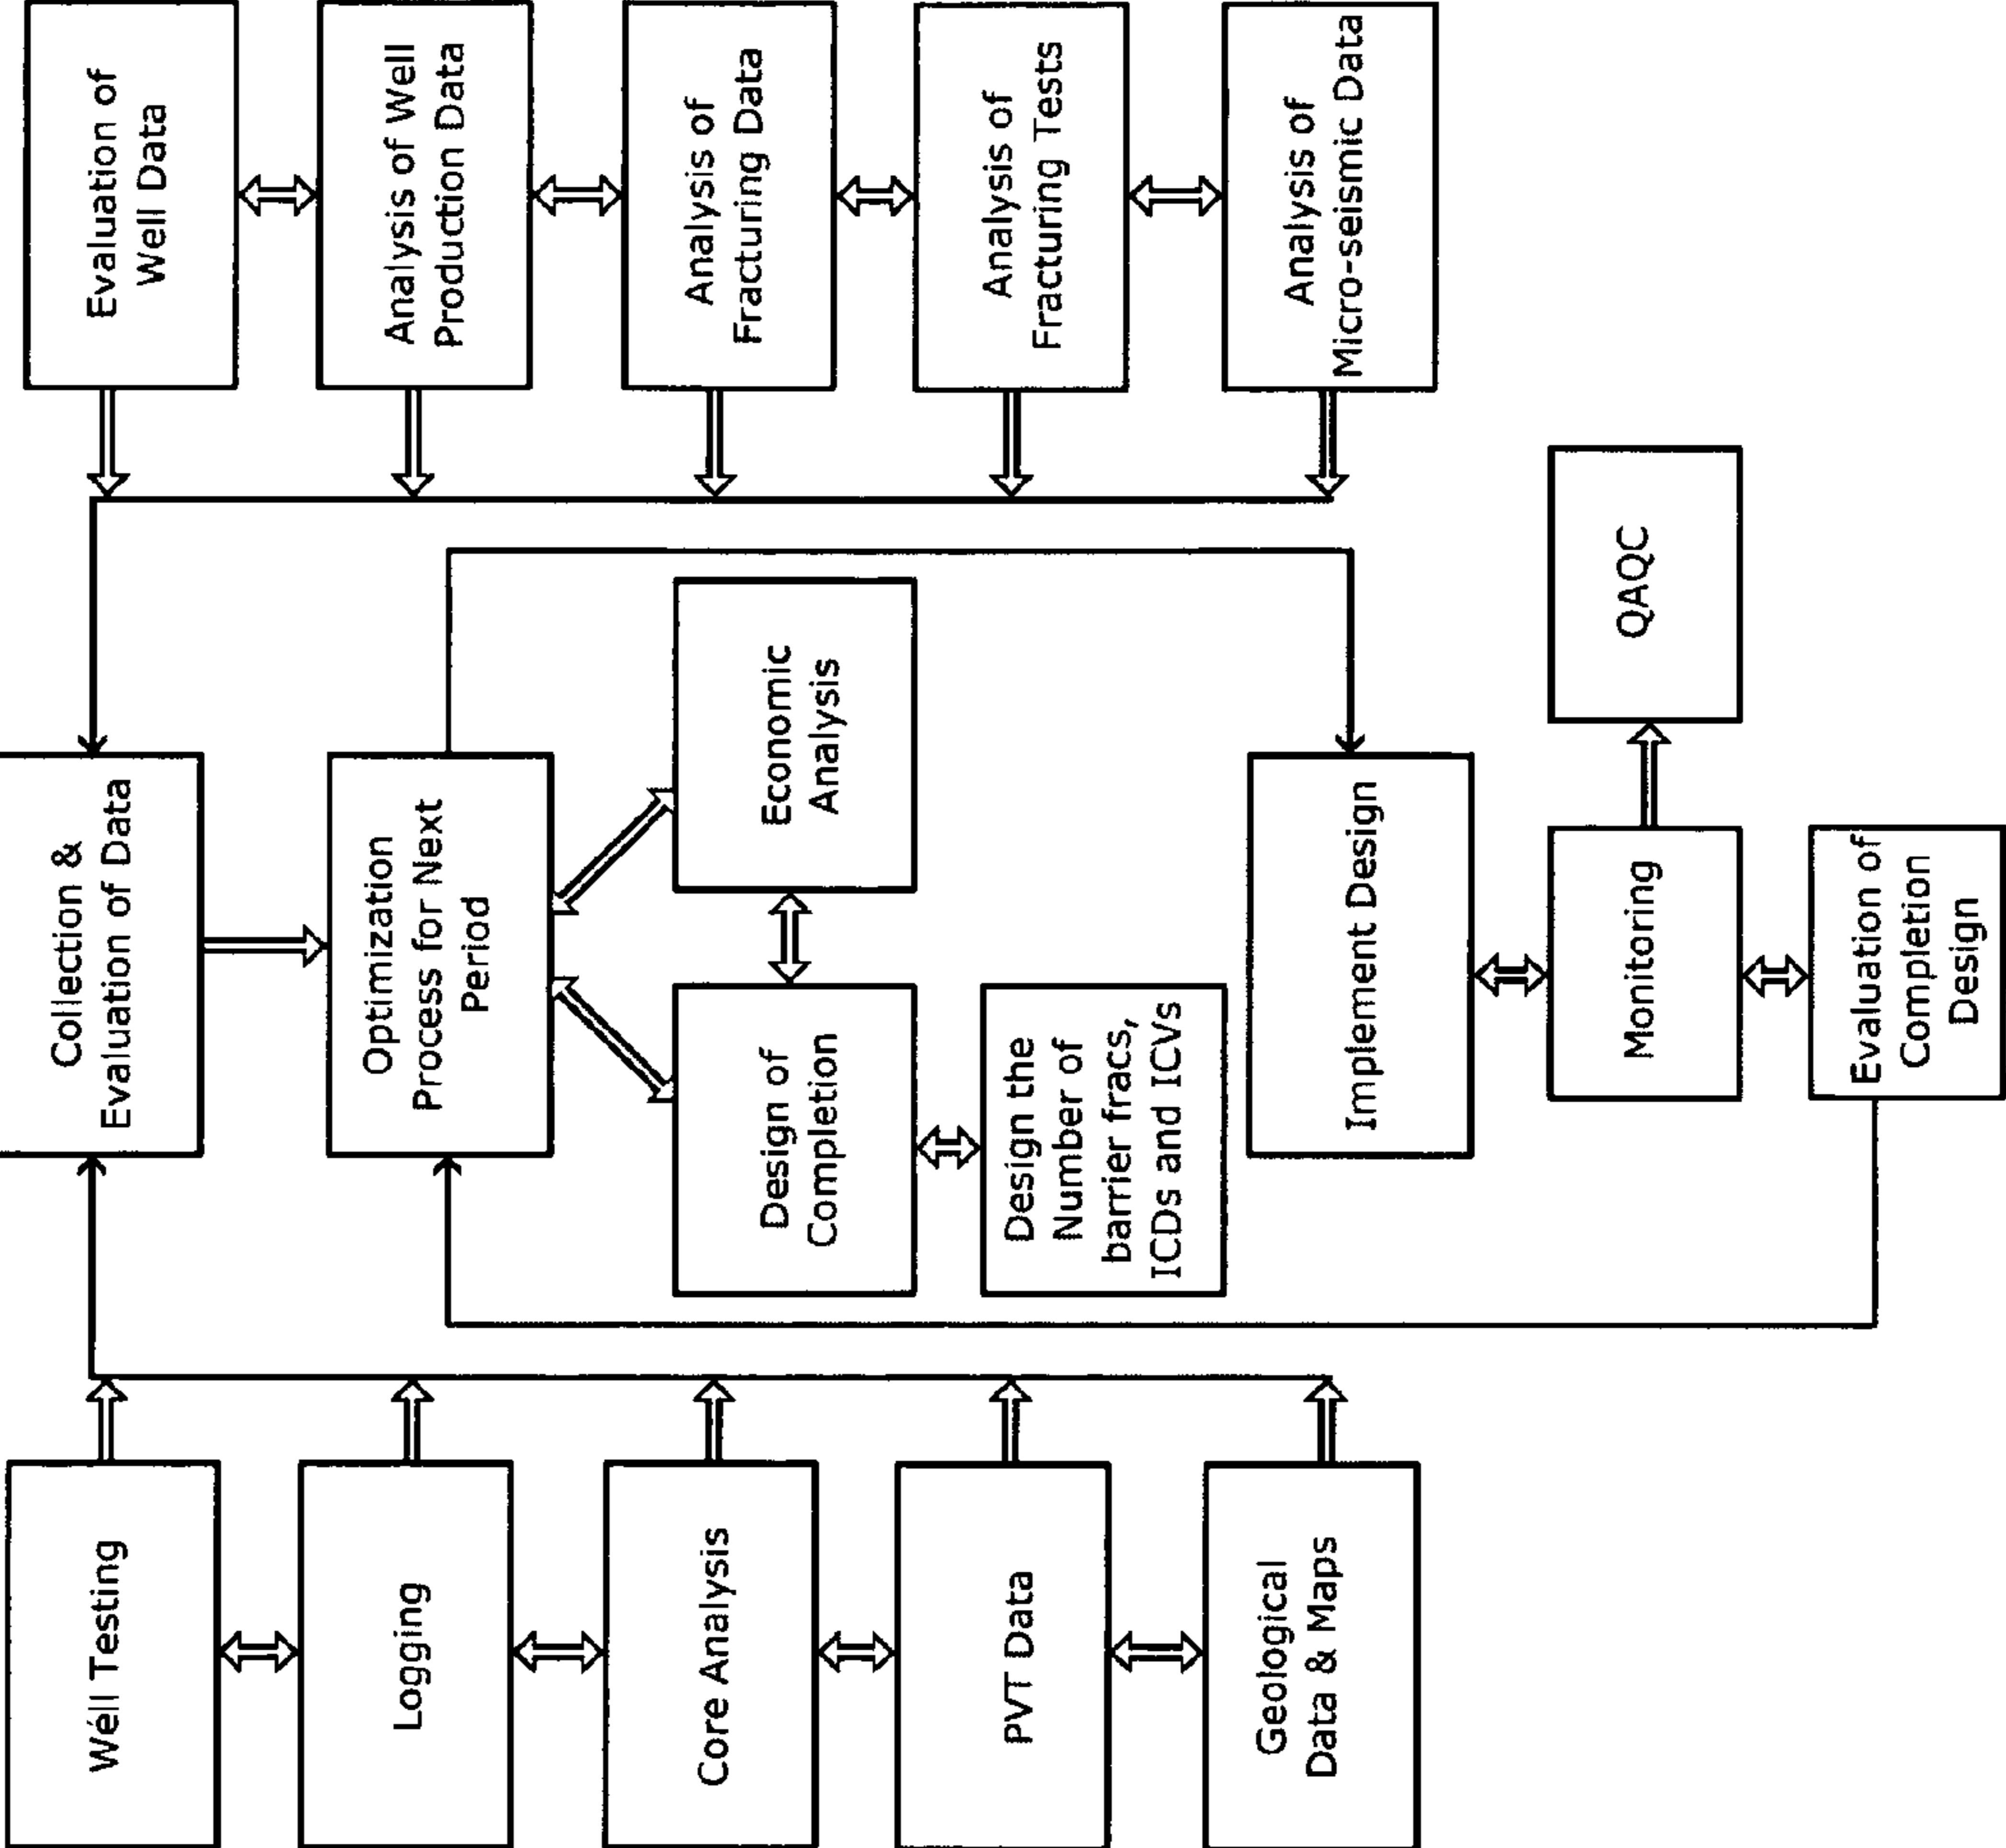 Well Testing
Logging
Core Analysis
PVT Data
Geological
Data & Maps
Collection &
Evaluation of Data
Optimization
Process for Next
Period
Design of
Completion
Economic
Analysis
Design the
Number of
barrier fracs,
ICDs and ICVs
Implement Design
Monitoring
QAQC
Evaluation of
Completion
Design
Evaluation of
Well Data
Analysis of Well
Production Data
Analysis of
Fracturing Data
Analysis of
Fracturing Tests
Analysis of
Micro-seismic Data